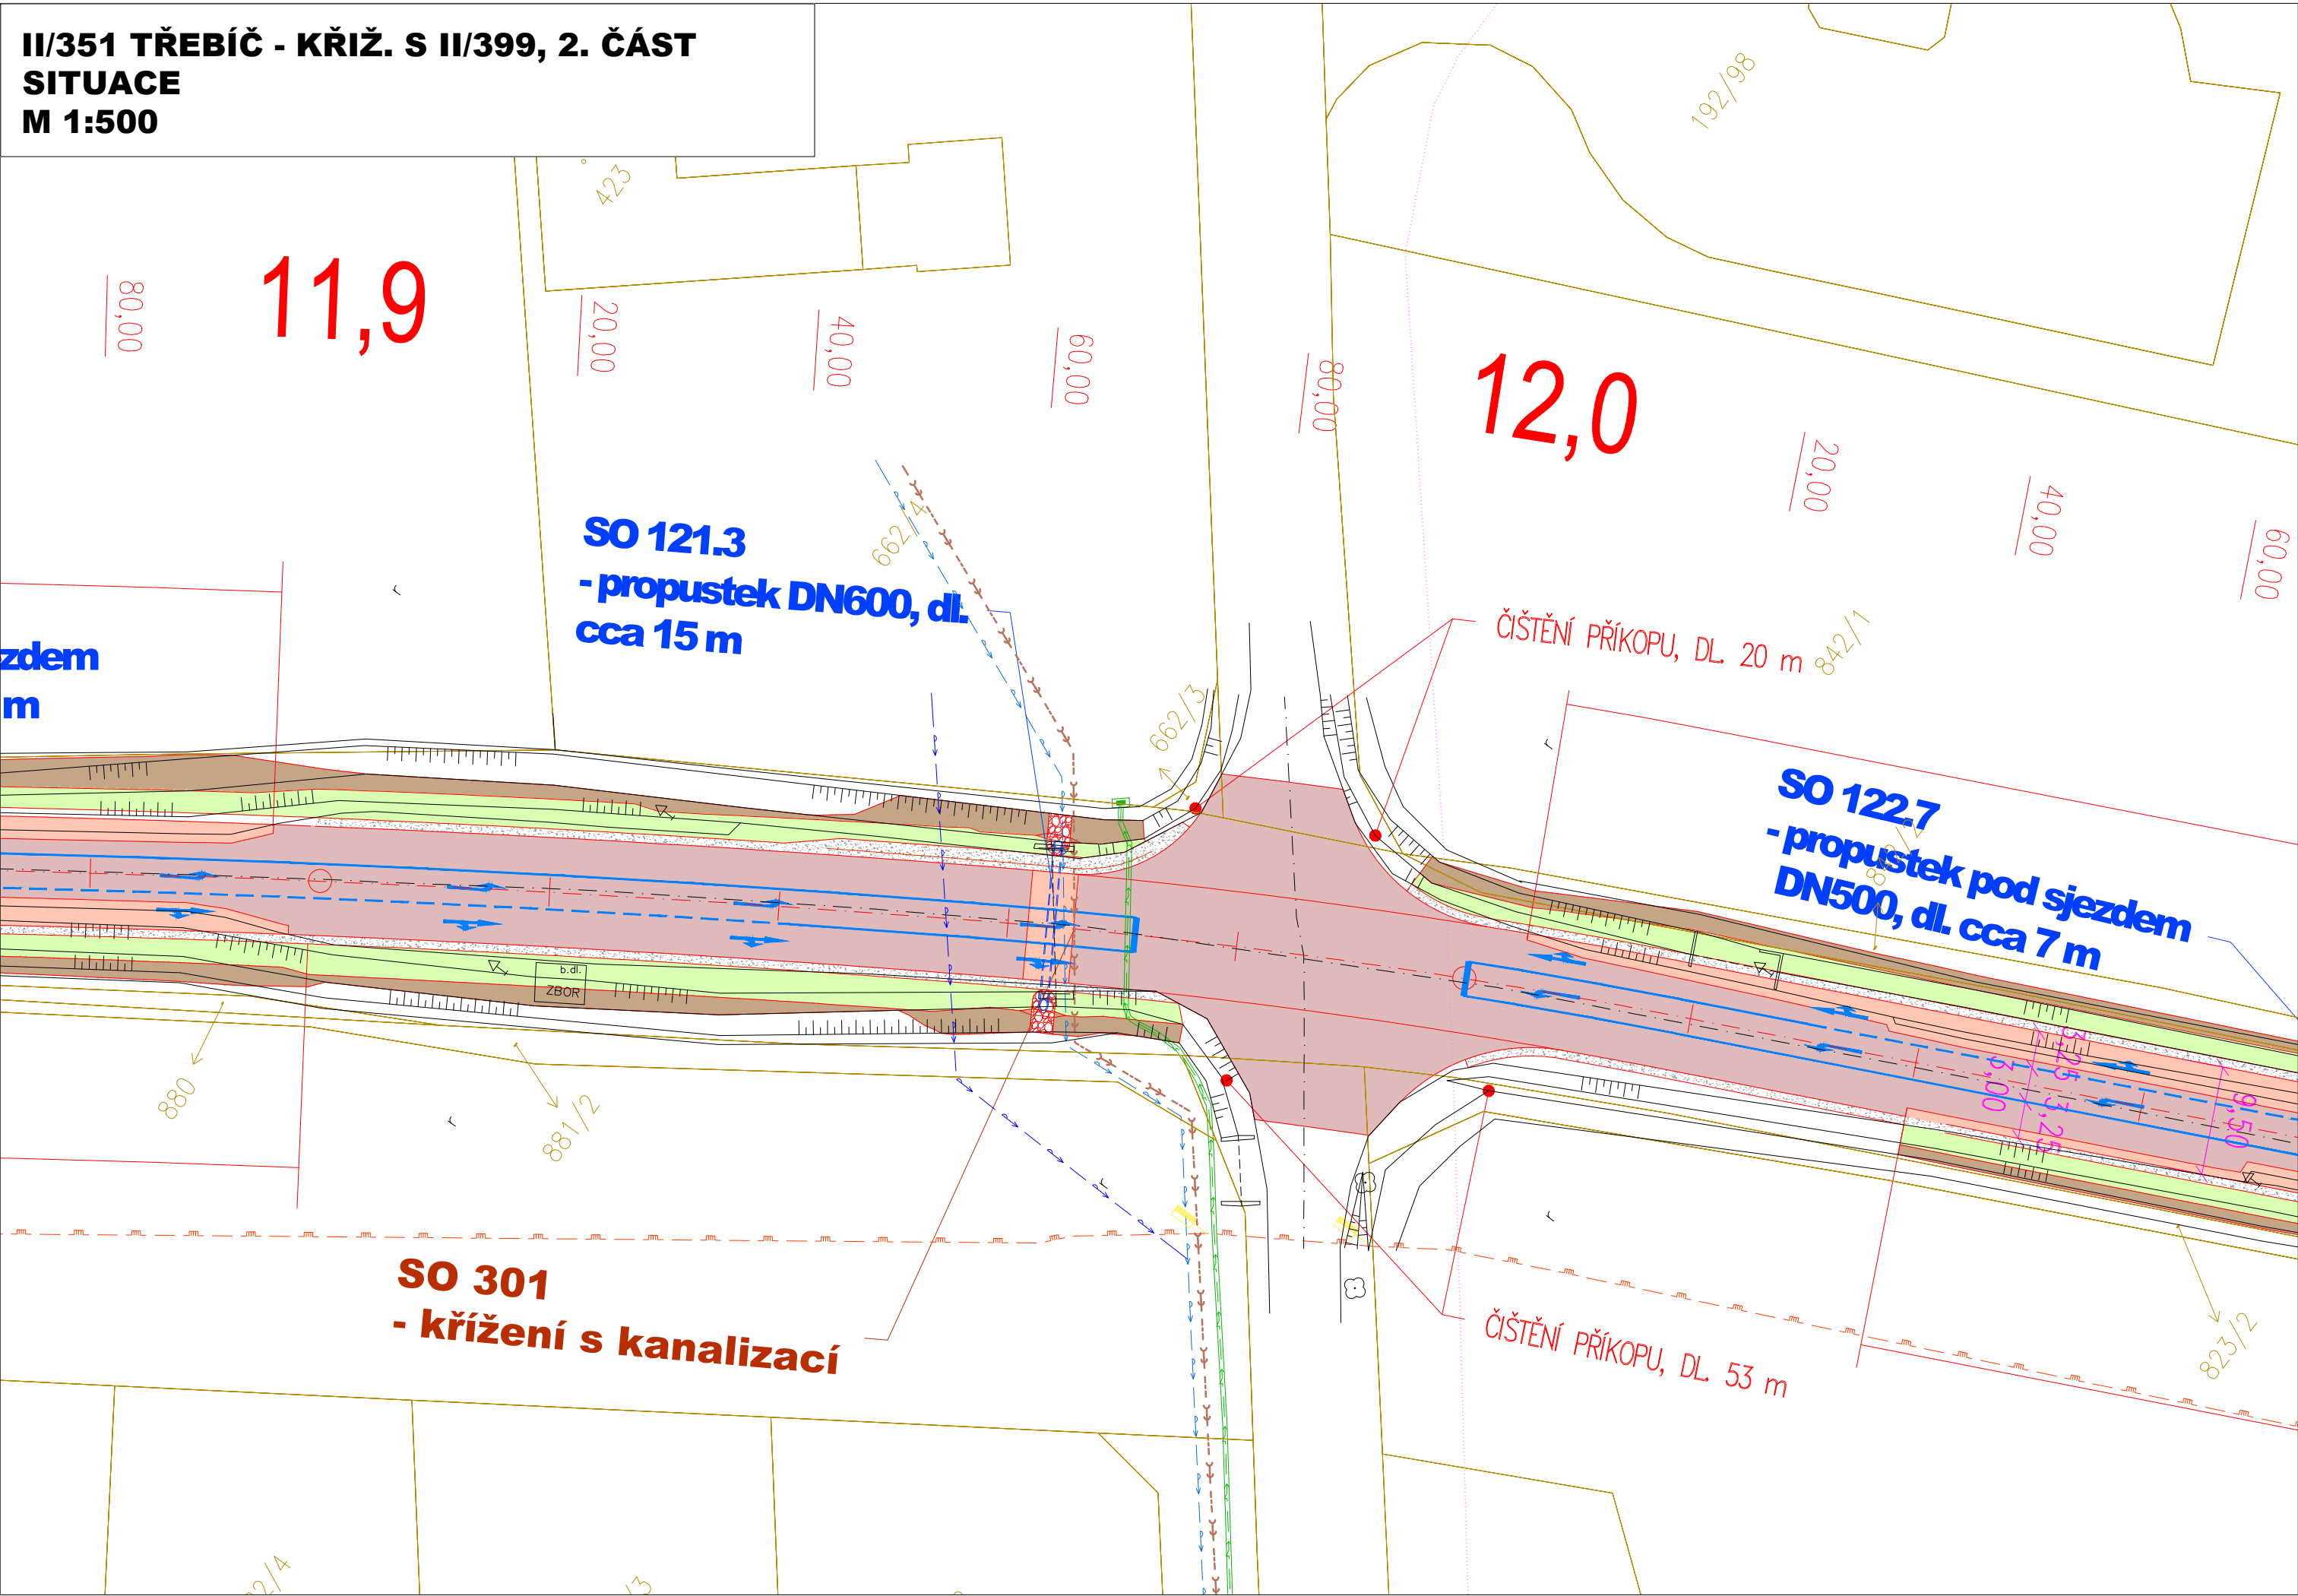 II/351 TŘEBÍČ - KŘIŽ. S II/399, 2. ČÁST
SITUACE
M 1:500
192/98
423
11,9
80,00
20,00
40,00
60,00
80,00
12,0
20,00
40,00
60,00
662/4
SO 121.3
- propustek DN600, dl.
cca 15 m
zdem
m
ČIŠTĚNÍ PŘÍKOPU, DL. 20 m
842/1
662/3
SO 122.7
- propustek pod sjezdem
DN500, dl. cca 7 m
b.dl.
ZBOR
3,25
3,00
3,25
9,50
880
881/2
SO 301
- křížení s kanalizací
ČIŠTĚNÍ PŘÍKOPU, DL. 53 m
823/2
2/4
/3